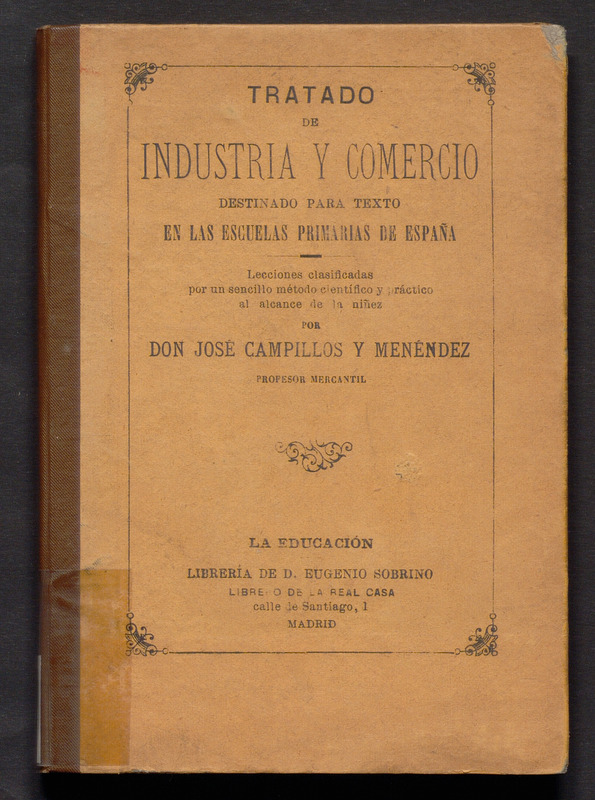 TRATADO
DE
INDUSTRIA Y COMERCIO
DESTINADO PARA TEXTO
EN LAS ESCUELAS PRIMARIAS DE ESPAÑA
Lecciones clasificadas
por un sencillo método científico y práctico
al alcance de la niñez
POR
DON JOSÉ CAMPILLOS Y MENÉNDEZ
PROFESOR MERCANTIL
LA EDUCACIÓN
LIBRERÍA DE D. EUGENIO SOBRINO
LIBRERO DE LA REAL CASA
calle de Santiago, 1
MADRID